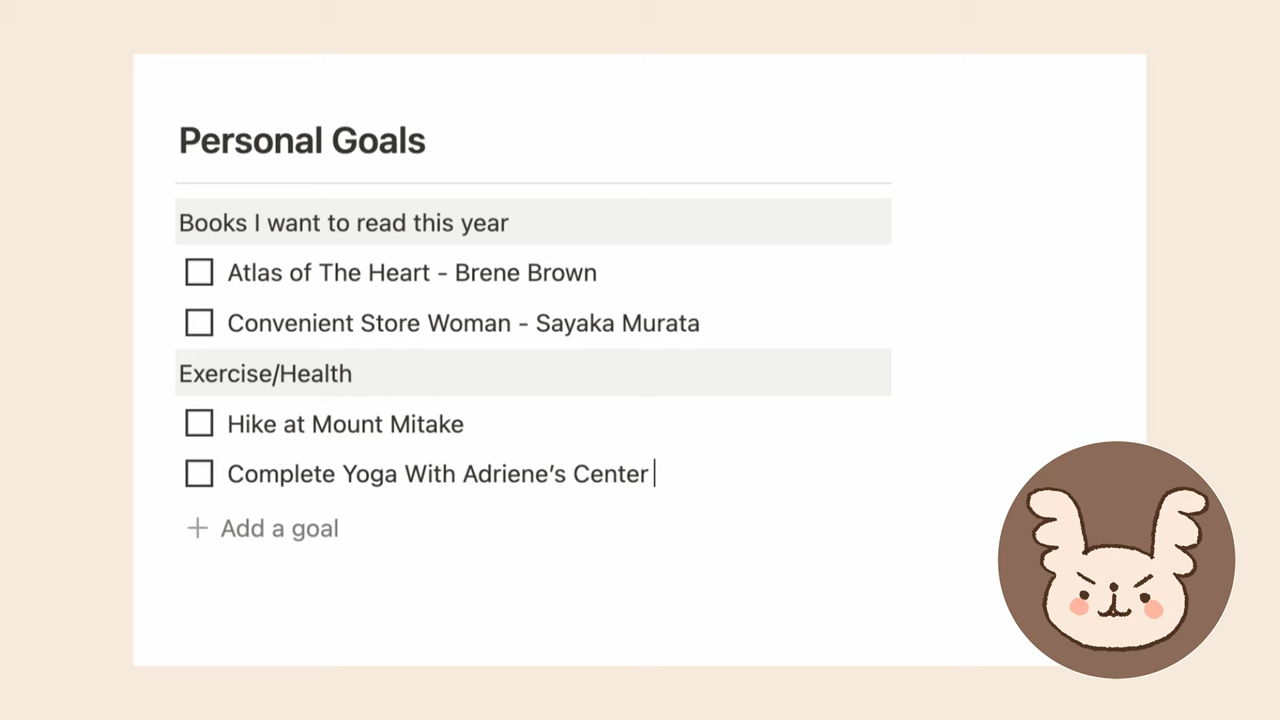 Personal Goals
Books I want to read this year
Atlas of The Heart - Brene Brown
Convenient Store Woman - Sayaka Murata
Exercise/Health
Hike at Mount Mitake
Complete Yoga With Adriene’s Center
+ Add a goal